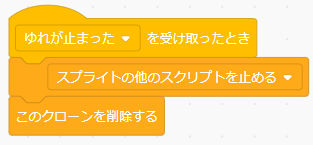 ゆれが止まった を受け取ったとき
スプライトの他のスクリプトを止める
このクローンを削除する